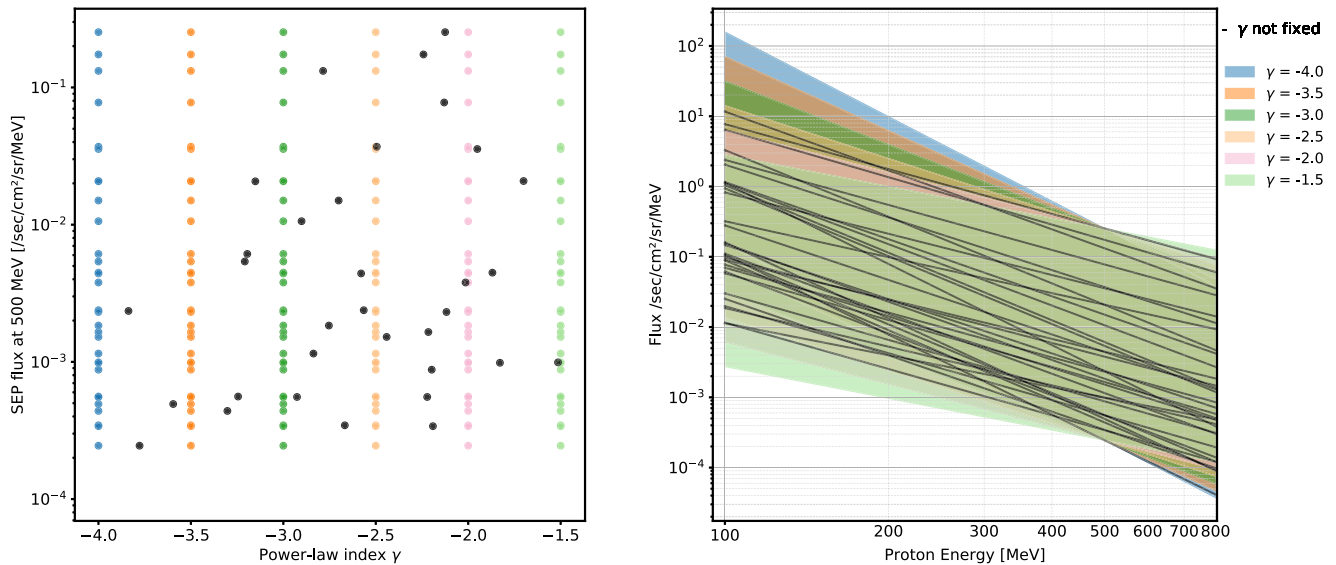 SEP flux at 500 MeV [/sec/cm²/sr/MeV]
10⁻¹
10⁻²
10⁻³
10⁻⁴
−4.0 −3.5 −3.0 −2.5 −2.0 −1.5
Power-law index γ
Flux /sec/cm²/sr/MeV
10²
10¹
10⁰
10⁻¹
10⁻²
10⁻³
10⁻⁴
100 200 300 400 500 600 700 800
Proton Energy [MeV]
γ not fixed
γ = -4.0
γ = -3.5
γ = -3.0
γ = -2.5
γ = -2.0
γ = -1.5